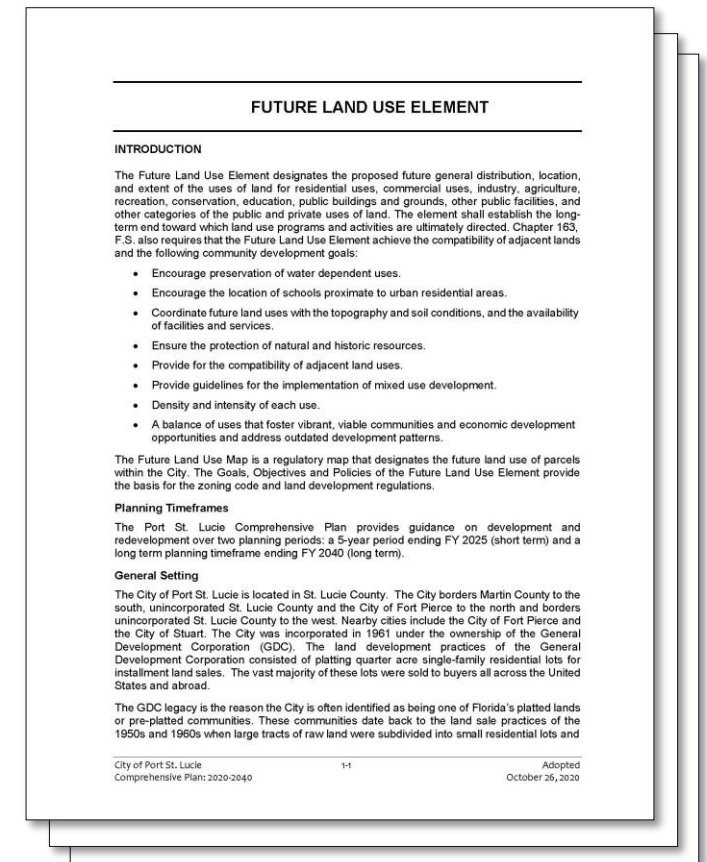 FUTURE LAND USE ELEMENT
INTRODUCTION
The Future Land Use Element designates the proposed future general distribution, location,
and extent of the uses of land for residential uses, commercial uses, industry, agriculture,
recreation, conservation, education, public buildings and grounds, other public facilities, and
other categories of the public and private uses of land. The element shall establish the long-
term end toward which land use programs and activities are ultimately directed. Chapter 163,
F.S. also requires that the Future Land Use Element achieve the compatibility of adjacent lands
and the following community development goals:
• Encourage preservation of water dependent uses.
• Encourage the location of schools proximate to urban residential areas.
• Coordinate future land uses with the topography and soil conditions, and the availability
of facilities and services.
• Ensure the protection of natural and historic resources.
• Provide for the compatibility of adjacent land uses.
• Provide guidelines for the implementation of mixed use development.
• Density and intensity of each use.
• A balance of uses that foster vibrant, viable communities and economic development
opportunities and address outdated development patterns.
The Future Land Use Map is a regulatory map that designates the future land use of parcels
within the City. The Goals, Objectives and Policies of the Future Land Use Element provide
the basis for the zoning code and land development regulations.
Planning Timeframes
The Port St. Lucie Comprehensive Plan provides guidance on development and
redevelopment over two planning periods: a 5-year period ending FY 2025 (short term) and a
long term planning timeframe ending FY 2040 (long term).
General Setting
The City of Port St. Lucie is located in St. Lucie County. The City borders Martin County to the
south, unincorporated St. Lucie County and the City of Fort Pierce to the north and borders
unincorporated St. Lucie County to the west. Nearby cities include the City of Fort Pierce and
the City of Stuart. The City was incorporated in 1961 under the ownership of the General
Development Corporation (GDC). The land development practices of the General
Development Corporation consisted of platting quarter acre single-family residential lots for
installment land sales. The vast majority of these lots were sold to buyers all across the United
States and abroad.
The GDC legacy is the reason the City is often identified as being one of Florida's platted lands
or pre-platted communities. These communities date back to the land sale practices of the
1950s and 1960s when large tracts of raw land were subdivided into small residential lots and
City of Port St. Lucie 1-1 Adopted
Comprehensive Plan: 2020-2040 October 26, 2020